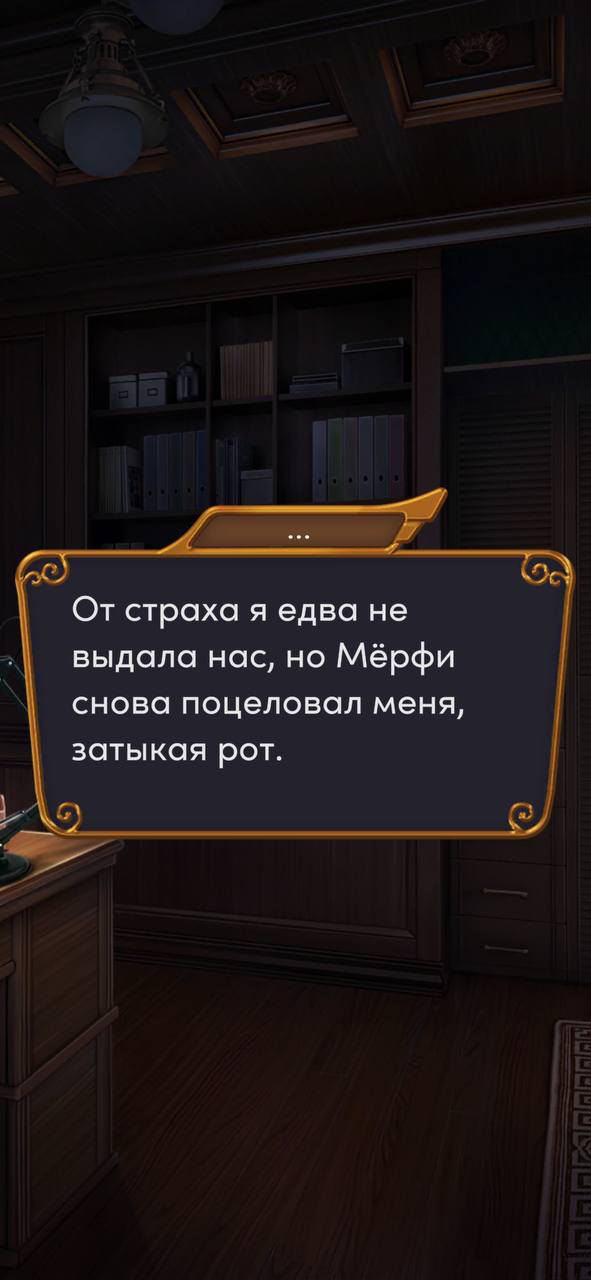 ...
От страха я едва не
выдала нас, но Мёрфи
снова поцеловал меня,
затыкая рот.